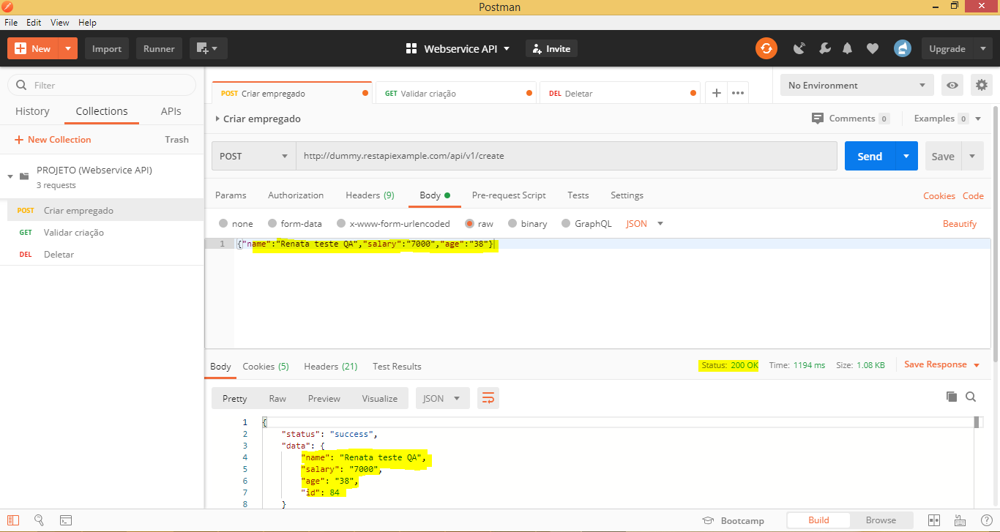 Postman
File Edit View Help
New Import Runner Webservice API Invite Upgrade
Filter
History Collections APIs
New Collection Trash
PROJETO (Webservice API)
3 requests
POST Criar empregado
GET Validar criação
DEL Deletar
POST Criar empregado GET Validar criação DEL Deletar No Environment
Criar empregado Comments 0 Examples 0
POST http://dummy.restapiexample.com/api/v1/create Send Save
Params Authorization Headers (9) Body Pre-request Script Tests Settings Cookies Code
none form-data x-www-form-urlencoded raw binary GraphQL JSON Beautify
1 {"name":"Renata teste QA","salary":"7000","age":"38"}
Body Cookies (5) Headers (21) Test Results Status: 200 OK Time: 1194 ms Size: 1.08 KB Save Response
Pretty Raw Preview Visualize JSON
1 {
2 "status": "success",
3 "data": {
4 "name": "Renata teste QA",
5 "salary": "7000",
6 "age": "38",
7 "id": 84
8 }
Bootcamp Build Browse